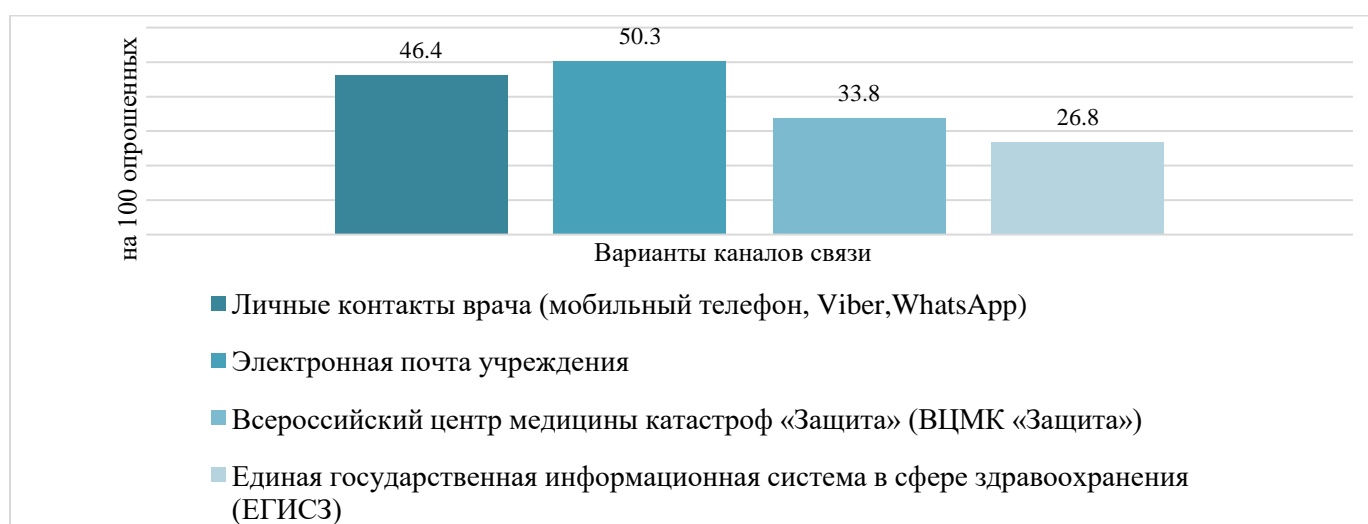 на 100 опрошенных
46.4
50.3
33.8
26.8
Варианты каналов связи
Личные контакты врача (мобильный телефон, Viber,WhatsApp)
Электронная почта учреждения
Всероссийский центр медицины катастроф «Защита» (ВЦМК «Защита»)
Единая государственная информационная система в сфере здравоохранения
(ЕГИСЗ)